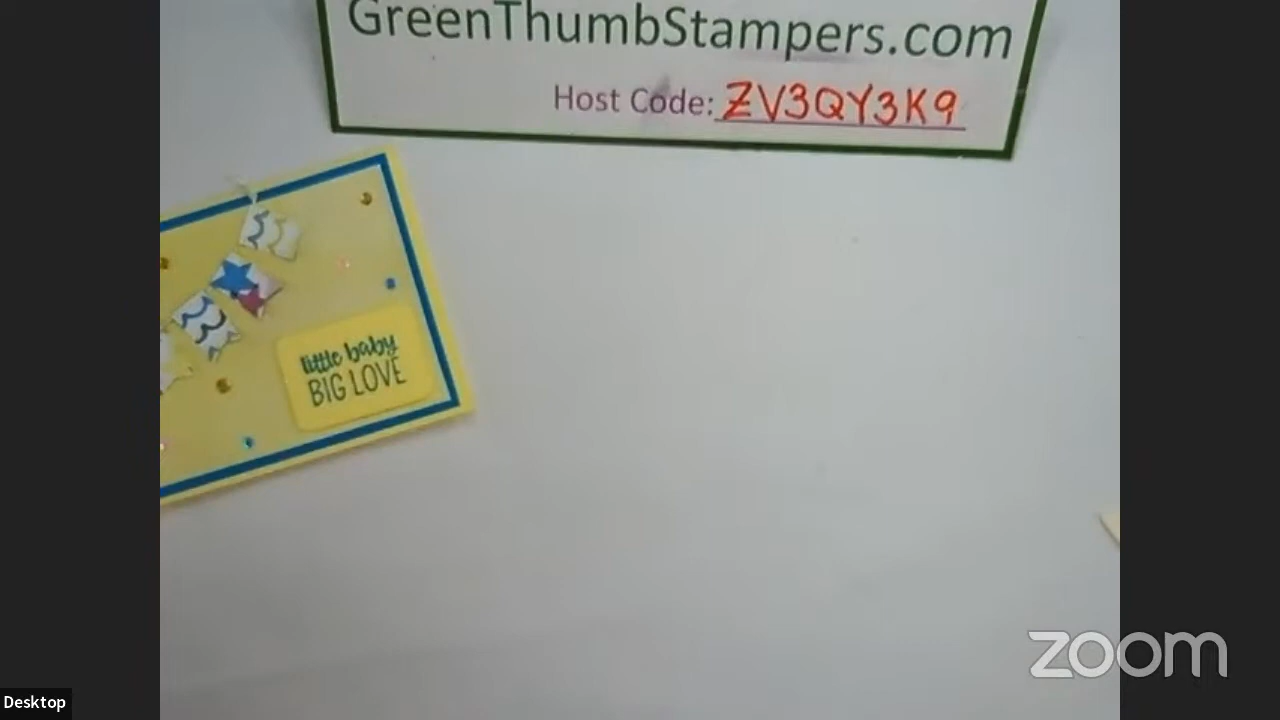 GreenThumbStampers.com
Host Code: ZV3QY3K9
little baby
BIG LOVE
zoom
Desktop